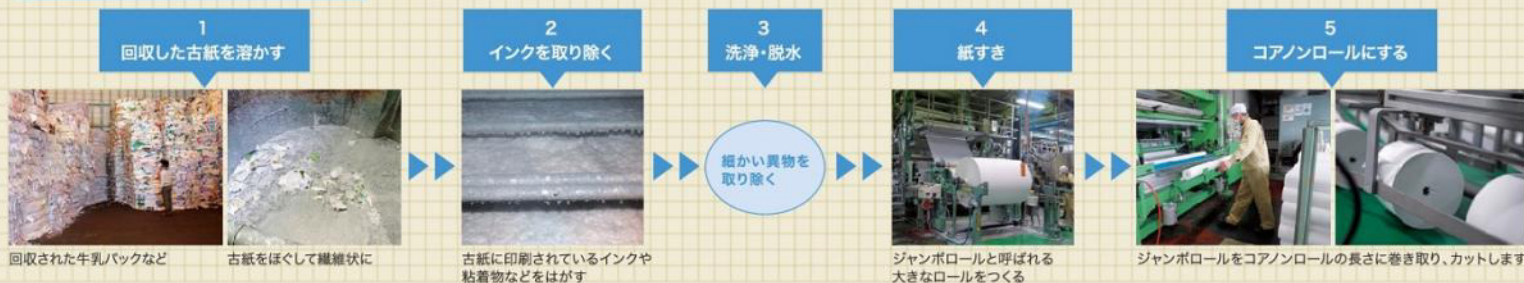 1
回収した古紙を溶かす
回収された牛乳パックなど
古紙をほぐして繊維状に
2
インクを取り除く
古紙に印刷されているインクや
粘着物などをはがす
3
洗浄・脱水
細かい異物を
取り除く
4
紙すき
ジャンボロールと呼ばれる
大きなロールをつくる
5
コアノンロールにする
ジャンボロールをコアノンロールの長さに巻き取り、カットします